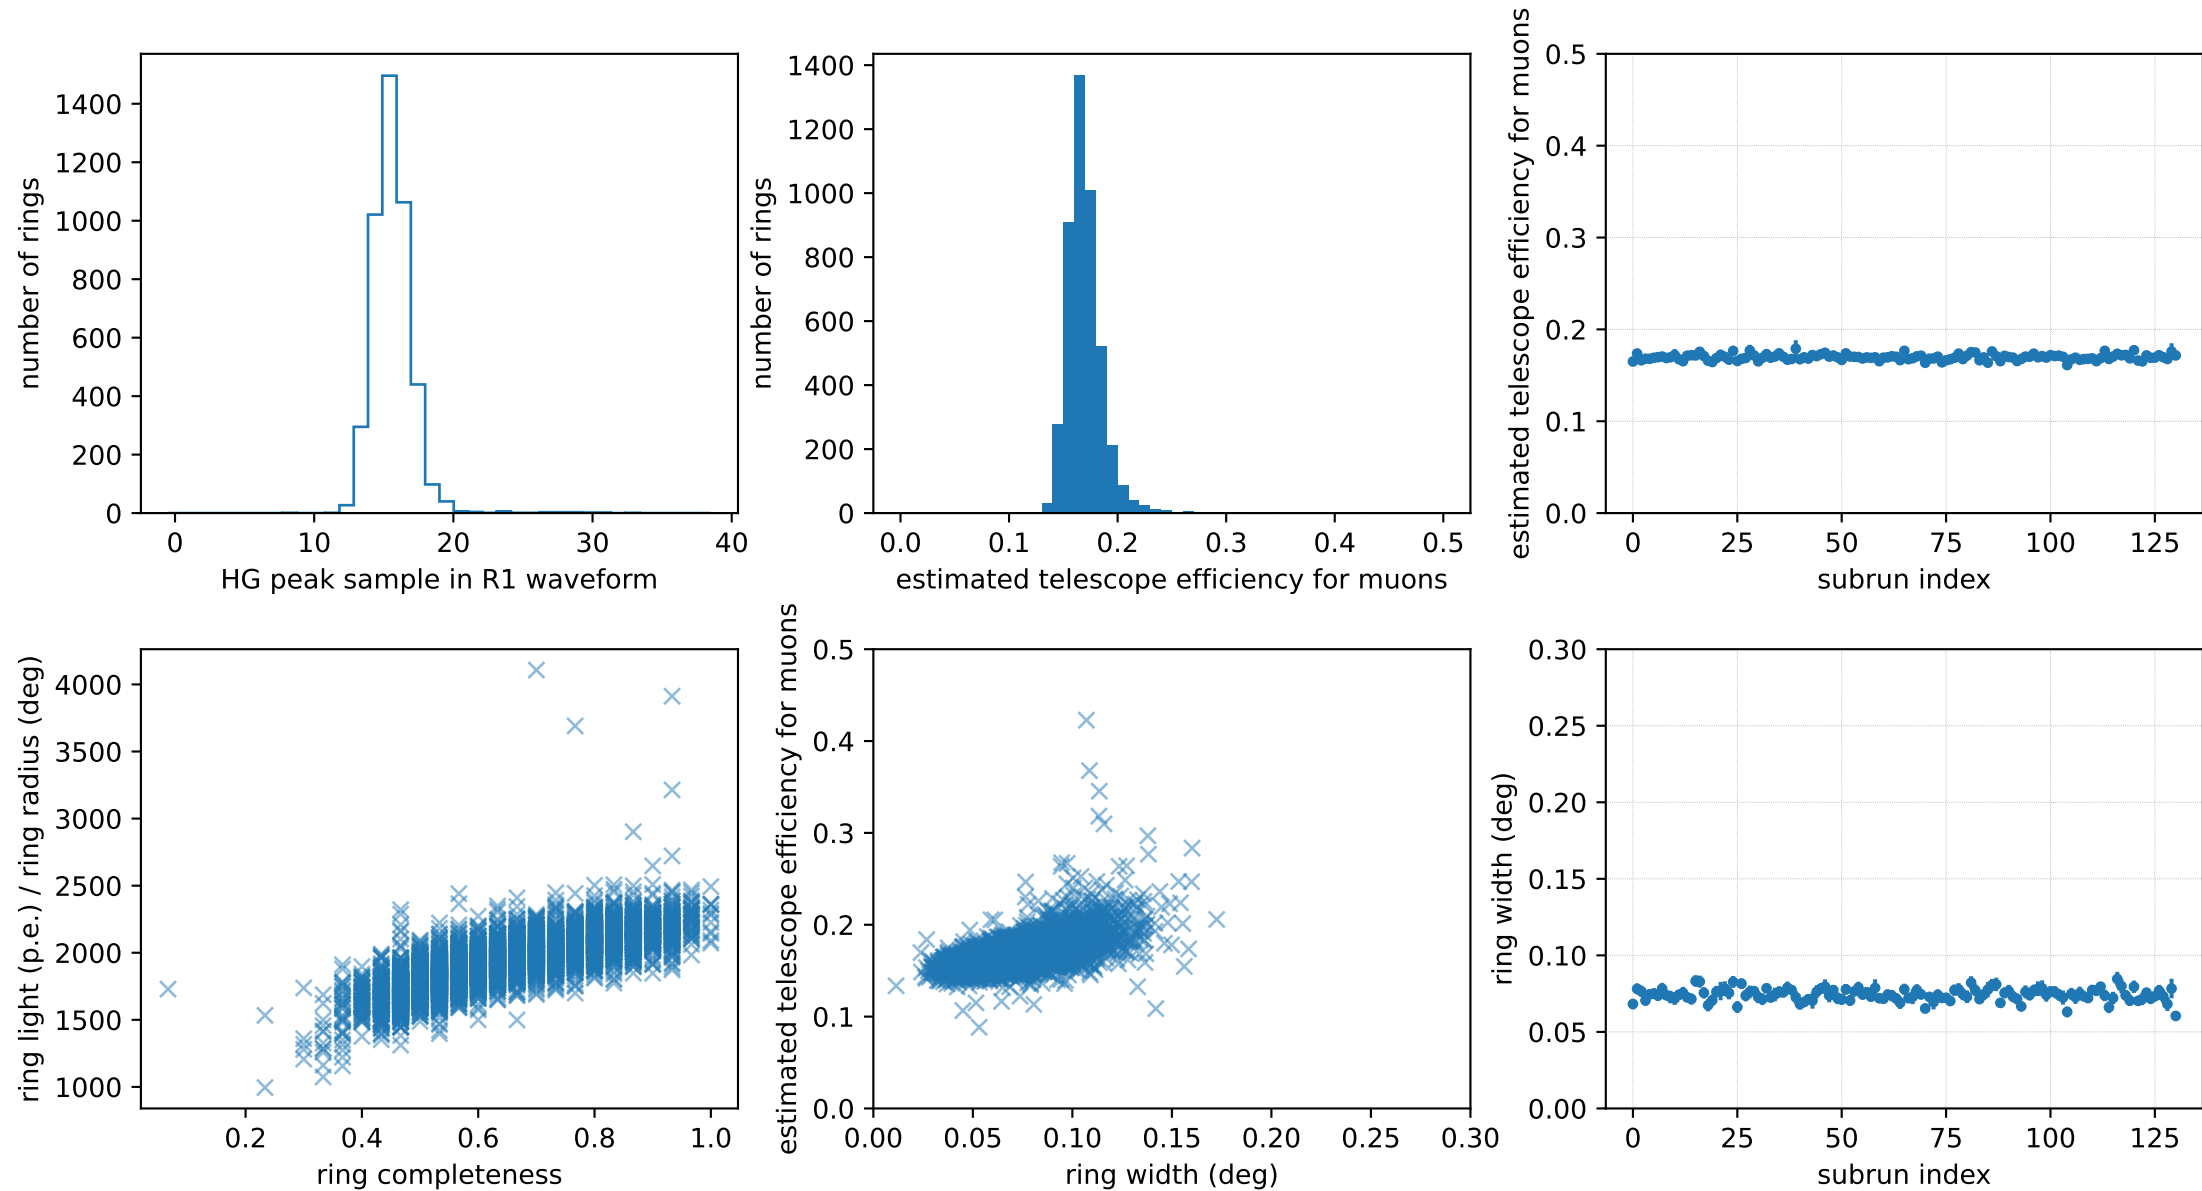 number of rings
1400
1200
1000
800
600
400
200
0
0 10 20 30 40
HG peak sample in R1 waveform
number of rings
1400
1200
1000
800
600
400
200
0
0.0 0.1 0.2 0.3 0.4 0.5
estimated telescope efficiency for muons
estimated telescope efficiency for muons
0.5
0.4
0.3
0.2
0.1
0.0
0 25 50 75 100 125
subrun index
ring light (p.e.) / ring radius (deg)
4000
3500
3000
2500
2000
1500
1000
0.2 0.4 0.6 0.8 1.0
ring completeness
estimated telescope efficiency for muons
0.5
0.4
0.3
0.2
0.1
0.0
0.00 0.05 0.10 0.15 0.20 0.25 0.30
ring width (deg)
ring width (deg)
0.30
0.25
0.20
0.15
0.10
0.05
0.00
0 25 50 75 100 125
subrun index